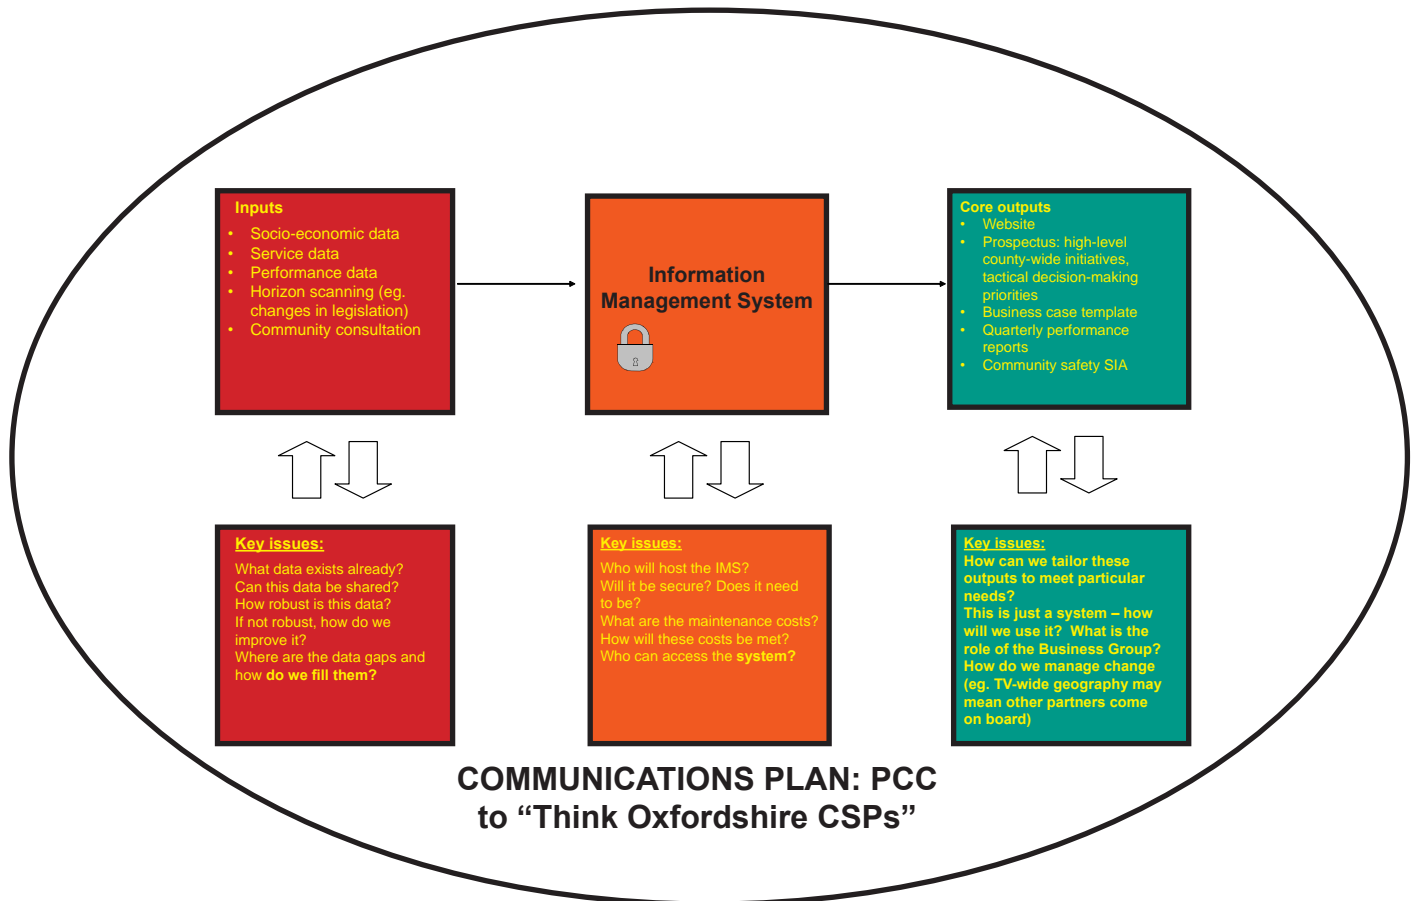 Inputs
• Socio-economic data
• Service data
• Performance data
• Horizon scanning (eg.
changes in legislation)
• Community consultation
Information
Management System
Core outputs
• Website
• Prospectus: high-level
county-wide initiatives,
tactical decision-making
priorities
• Business case template
• Quarterly performance
reports
• Community safety SIA
Key issues:
What data exists already?
Can this data be shared?
How robust is this data?
If not robust, how do we
improve it?
Where are the data gaps and
how do we fill them?
Key issues:
Who will host the IMS?
Will it be secure? Does it need
to be?
What are the maintenance costs?
How will these costs be met?
Who can access the system?
Key issues:
How can we tailor these
outputs to meet particular
needs?
This is just a system – how
will we use it? What is the
role of the Business Group?
How do we manage change
(eg. TV-wide geography may
mean other partners come
on board)
COMMUNICATIONS PLAN: PCC
to “Think Oxfordshire CSPs”